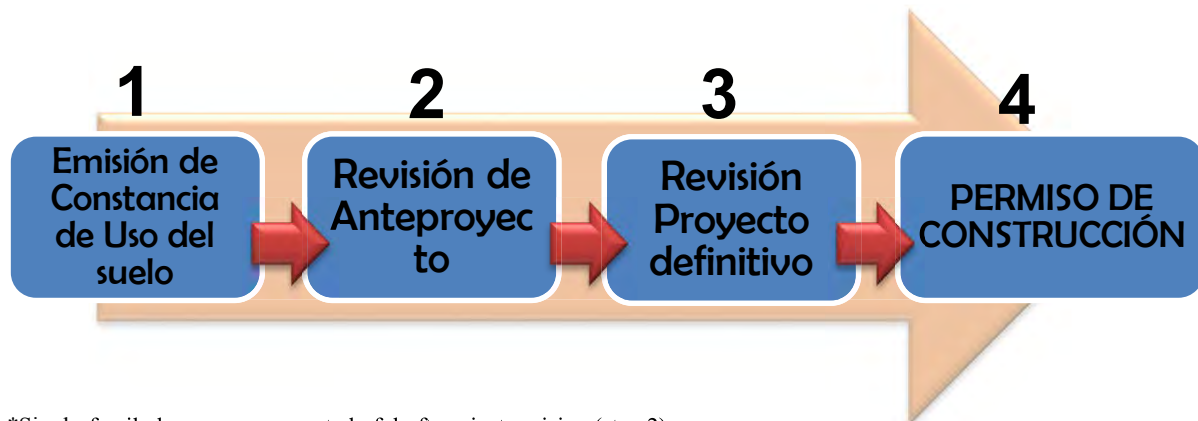 1
2
3
4
Emisión de
Constancia
de Uso del
suelo
Revisión de
Anteproyec
to
Revisión
Proyecto
definitivo
PERMISO DE
CONSTRUCCIÓN